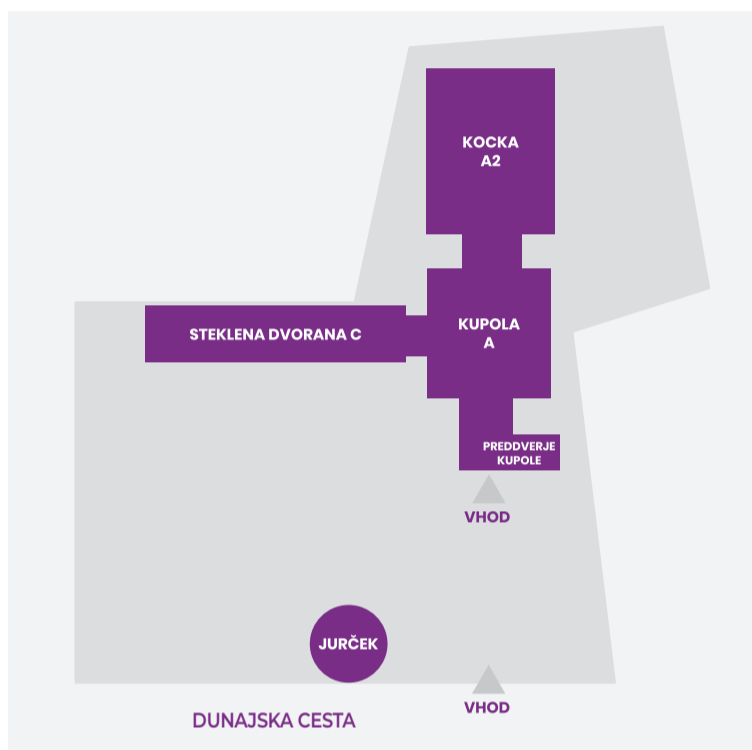 KOCKA
A2
STEKLENA DVORANA C
KUPOLA
A
PREDDVERJE
KUPOLE
VHOD
JURČEK
VHOD
DUNAJSKA CESTA